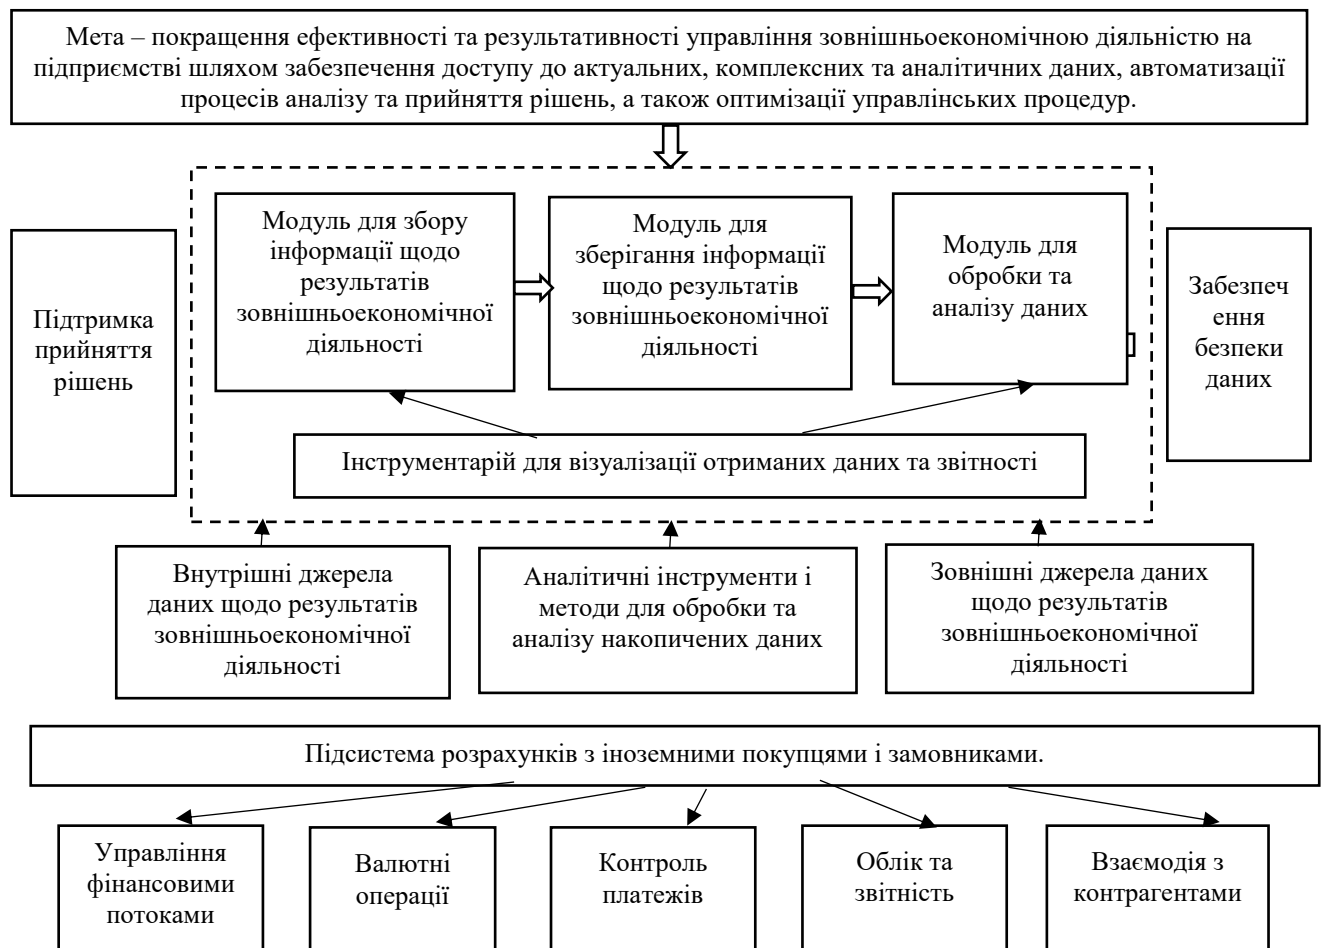 Мета – покращення ефективності та результативності управління зовнішньоекономічною діяльністю на
підприємстві шляхом забезпечення доступу до актуальних, комплексних та аналітичних даних, автоматизації
процесів аналізу та прийняття рішень, а також оптимізації управлінських процедур.
Підтримка
прийняття
рішень
Модуль для збору
інформації щодо
результатів
зовнішньоекономічної
діяльності
Модуль для
зберігання інформації
щодо результатів
зовнішньоекономічної
діяльності
Модуль для
обробки та
аналізу даних
Забезпеч
ення
безпеки
даних
Інструментарій для візуалізації отриманих даних та звітності
Внутрішні джерела
даних щодо результатів
зовнішньоекономічної
діяльності
Аналітичні інструменти і
методи для обробки та
аналізу накопичених даних
Зовнішні джерела даних
щодо результатів
зовнішньоекономічної
діяльності
Підсистема розрахунків з іноземними покупцями і замовниками.
Управління
фінансовими
потоками
Валютні
операції
Контроль
платежів
Облік та
звітність
Взаємодія з
контрагентами